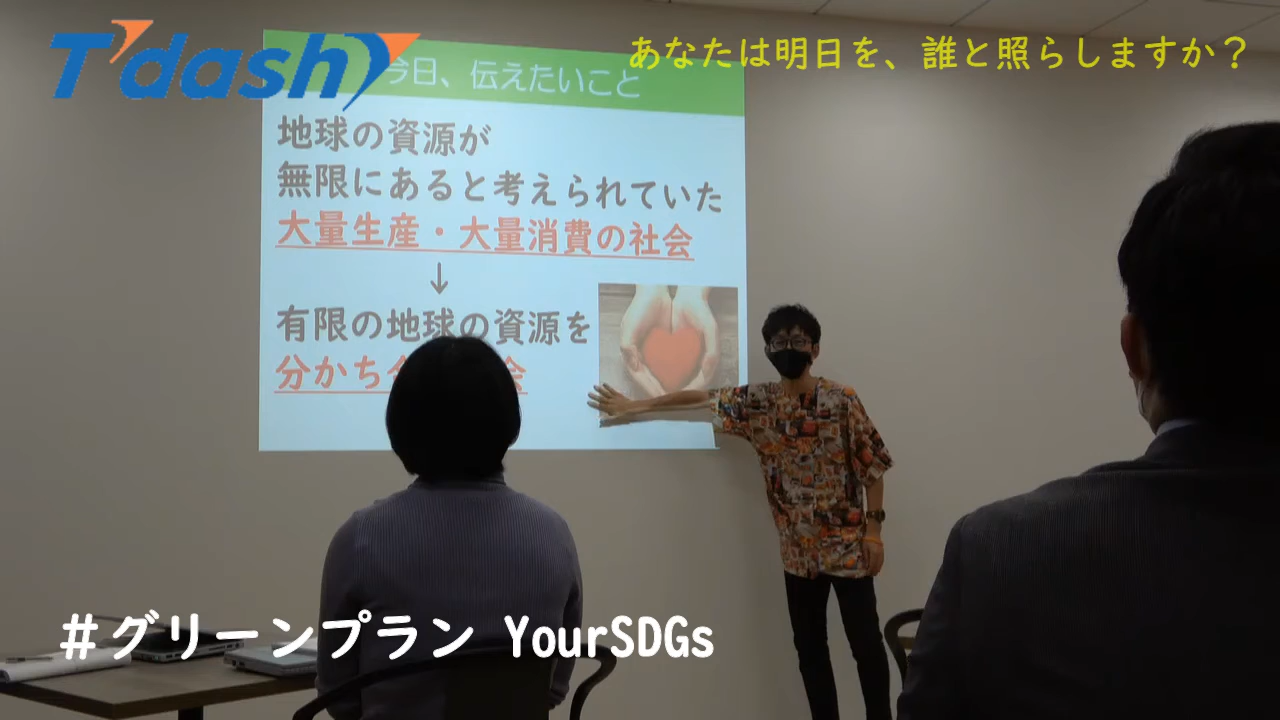 T'dash
あなたは明日を、誰と照らしますか？
今日、伝えたいこと
地球の資源が
無限にあると考えられていた
大量生産・大量消費の社会
↓
有限の地球の資源を
分かち
会
＃グリーンプラン YourSDGs